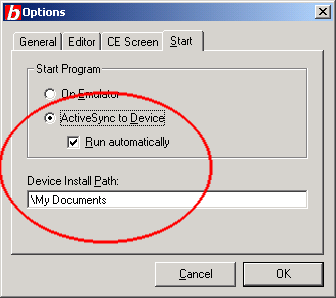 b Options
General Editor CE Screen Start
Start Program
On Emulator
ActiveSync to Device
Run automatically
Device Install Path:
\My Documents
Cancel OK